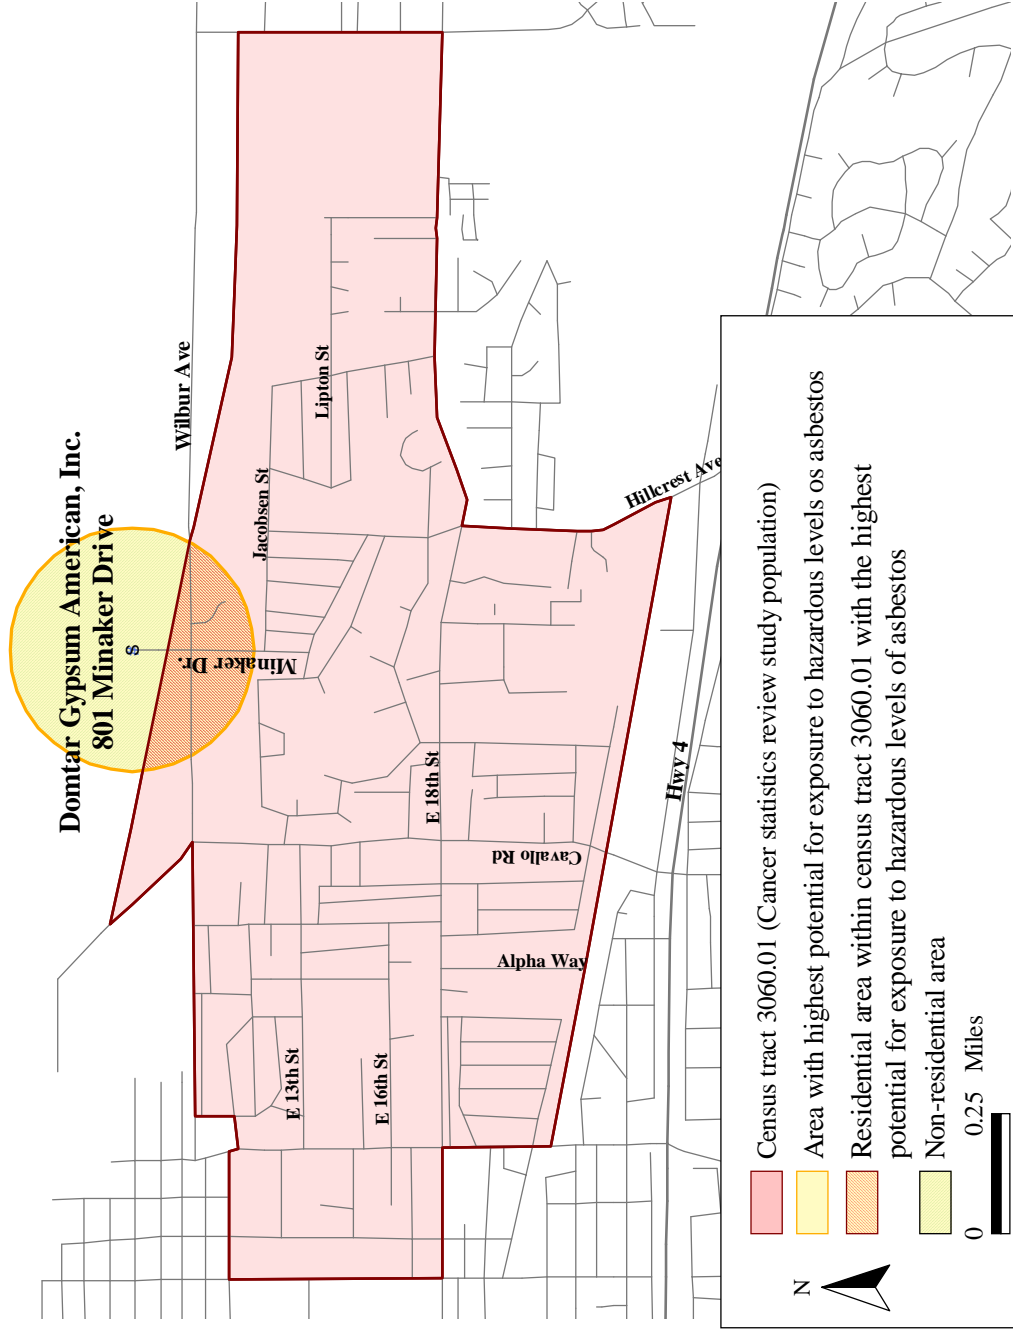 Domtar Gypsum American, Inc.
801 Minaker Drive
$
Wilbur Ave
Minaker Dr.
Jacobsen St
Lipton St
E 18th St
Cavallo Rd
Alpha Way
E 13th St
E 16th St
Hillcrest Ave
Hwy 4
N
Census tract 3060.01 (Cancer statistics review study population)
Area with highest potential for exposure to hazardous levels os asbestos
Residential area within census tract 3060.01 with the highest
potential for exposure to hazardous levels of asbestos
Non-residential area
0 0.25 Miles